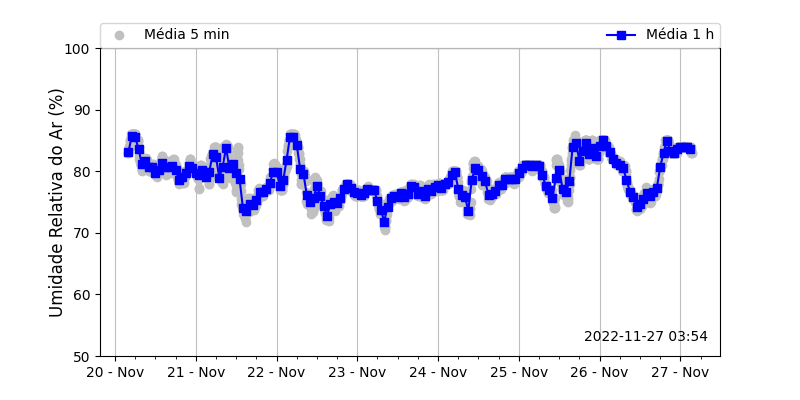 Média 5 min Média 1 h
Umidade Relativa do Ar (%)
100
90
80
70
60
50
2022-11-27 03:54
20 - Nov 21 - Nov 22 - Nov 23 - Nov 24 - Nov 25 - Nov 26 - Nov 27 - Nov